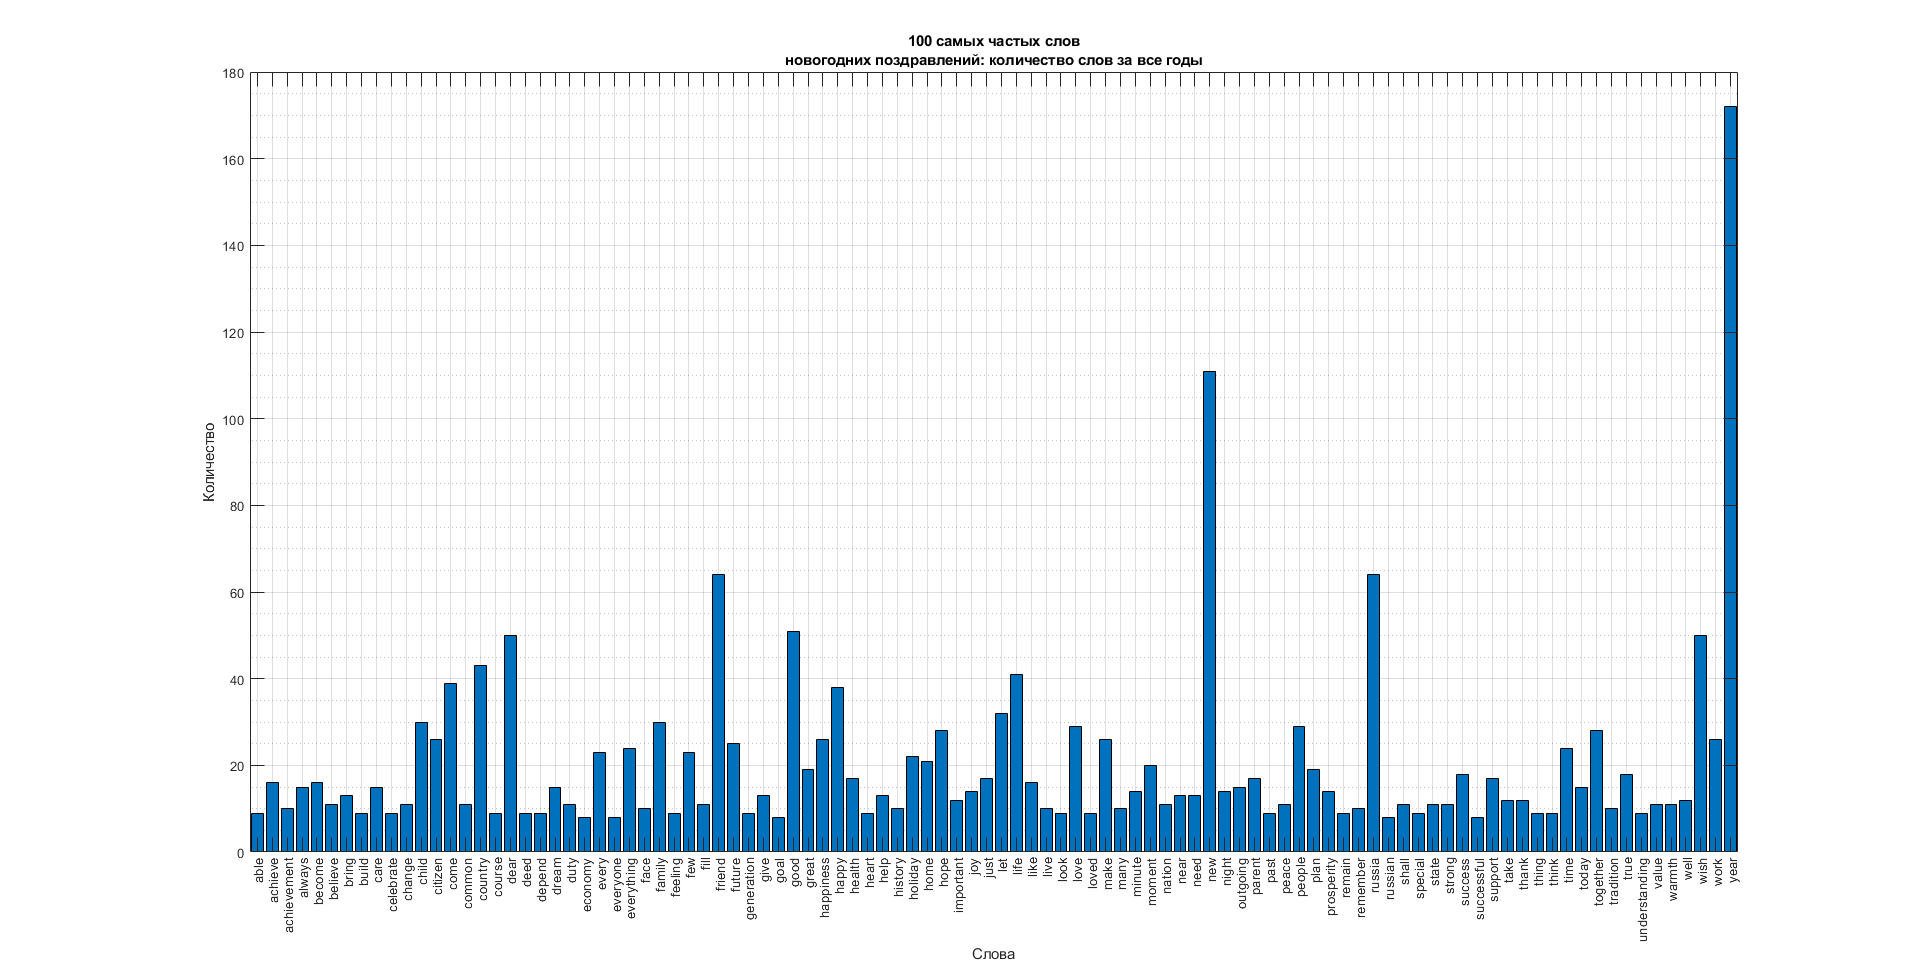 100 самых частых слов
новогодних поздравлений: количество слов за все годы
180
160
140
120
100
80
60
40
20
0
Количество
able
achieve
achievement
always
become
believe
bring
build
care
celebrate
change
child
citizen
come
common
country
course
dear
deed
depend
dream
duty
economy
every
everyone
everything
face
family
feeling
few
fill
friend
future
generation
give
goal
good
great
happiness
happy
health
heart
help
history
holiday
home
hope
important
joy
just
let
life
like
live
look
love
loved
make
many
minute
moment
nation
near
need
new
night
outgoing
parent
past
peace
people
plan
prosperity
remain
remember
russia
russian
shall
special
state
strong
success
successful
support
take
thank
thing
think
time
today
together
tradition
true
understanding
value
warmth
well
wish
work
year
Слова